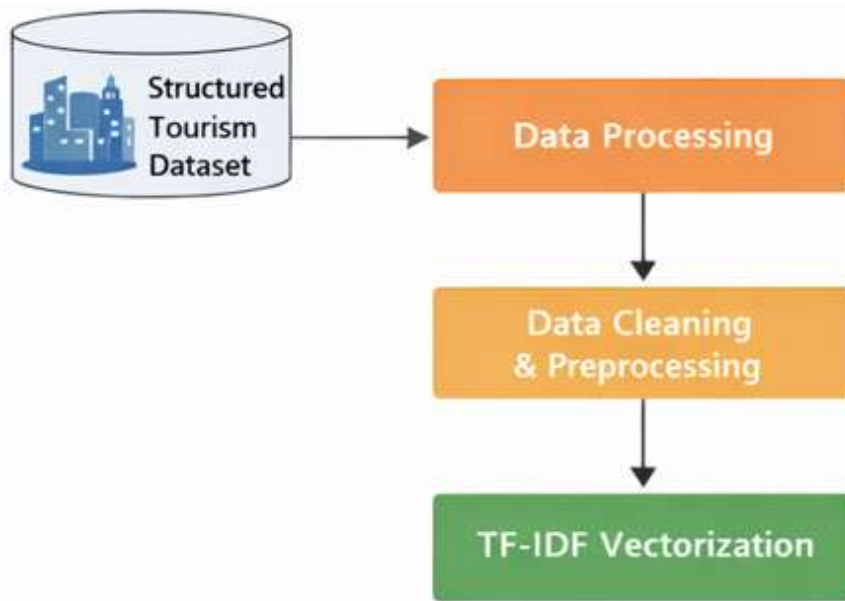 Structured
Tourism
Dataset
Data Processing
Data Cleaning
& Preprocessing
TF-IDF Vectorization